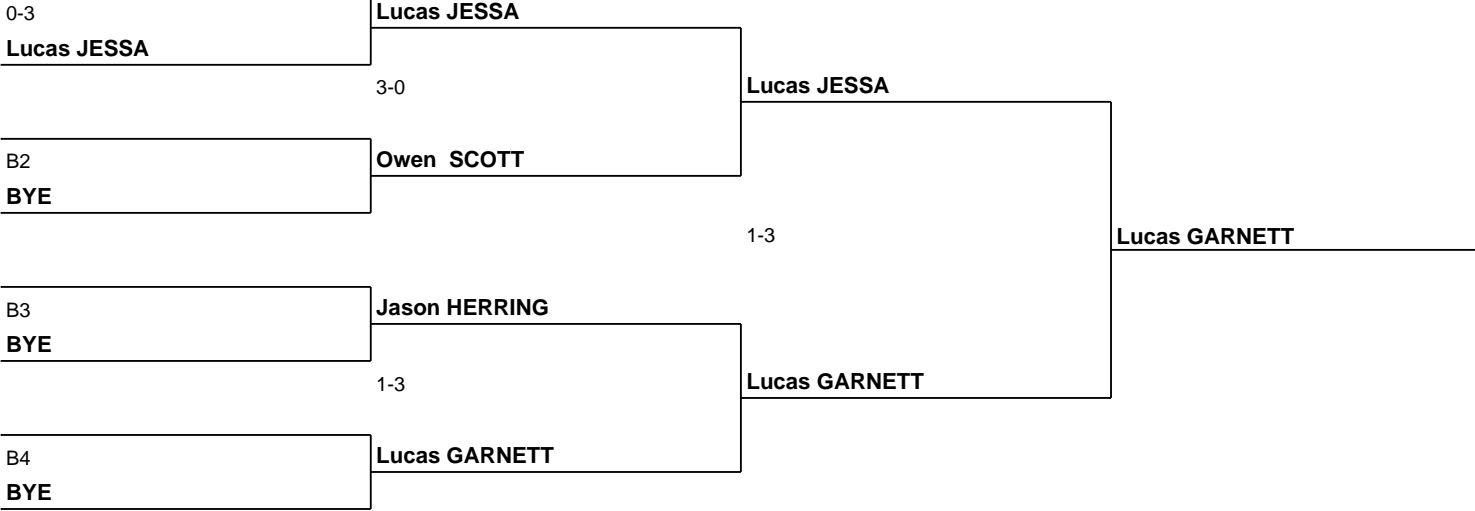 0-3
Lucas JESSA
B2
BYE
B3
BYE
B4
BYE
Lucas JESSA
3-0
Owen  SCOTT
Jason HERRING
1-3
Lucas GARNETT
Lucas JESSA
1-3
Lucas GARNETT
Lucas GARNETT